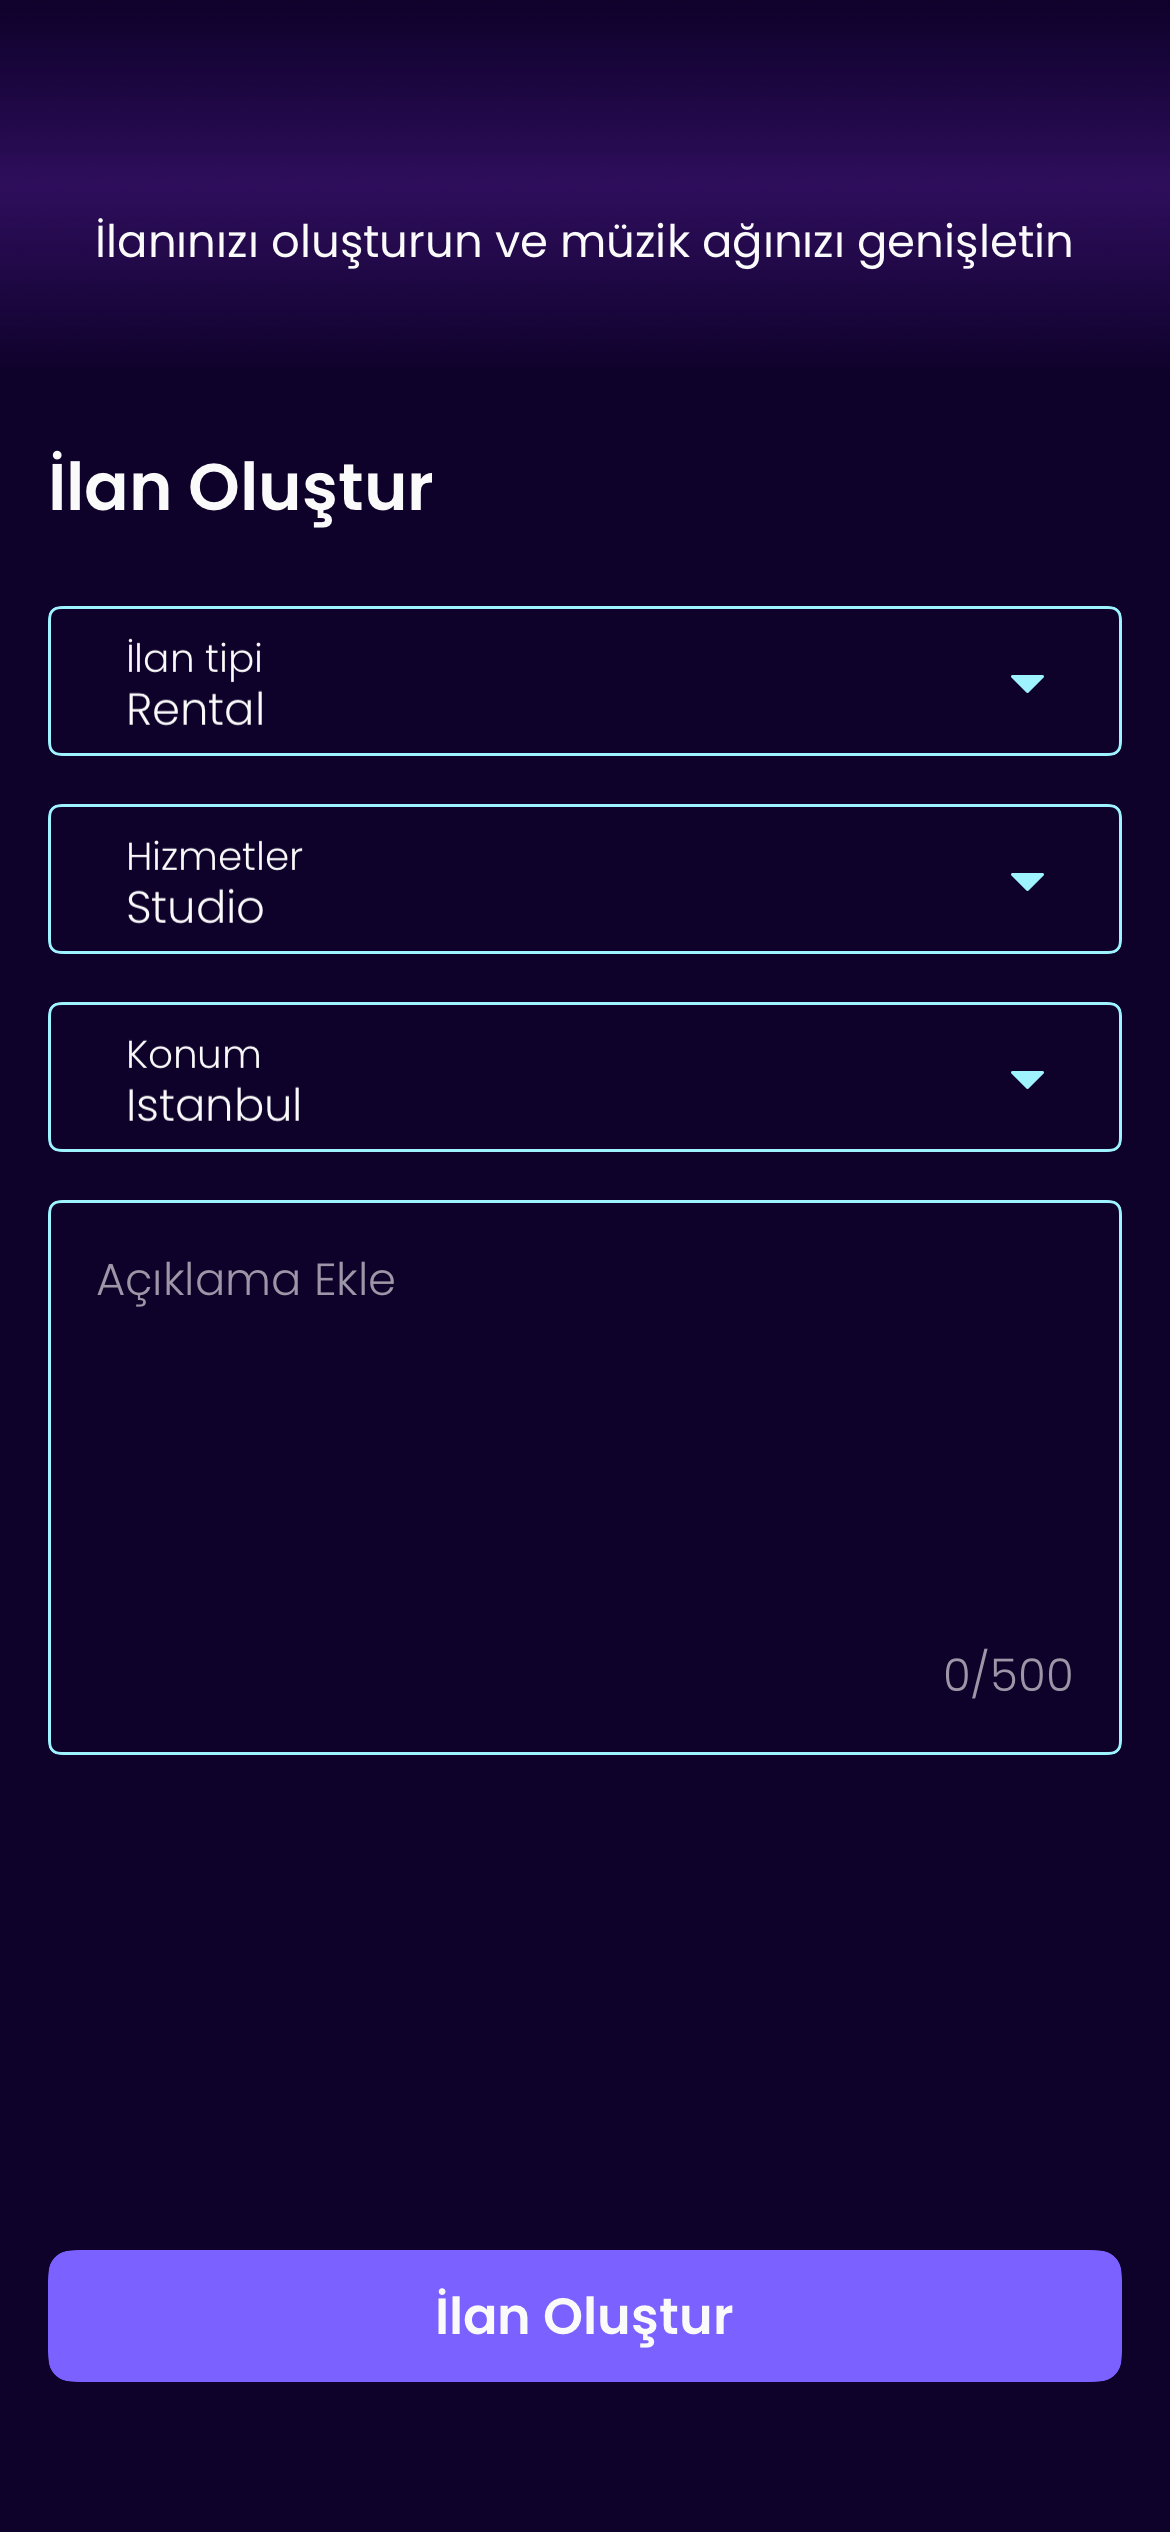 İlanınızı oluşturun ve müzik ağınızı genişletin
İlan Oluştur
İlan tipi
Rental
Hizmetler
Studio
Konum
Istanbul
Açıklama Ekle
0/500
İlan Oluştur